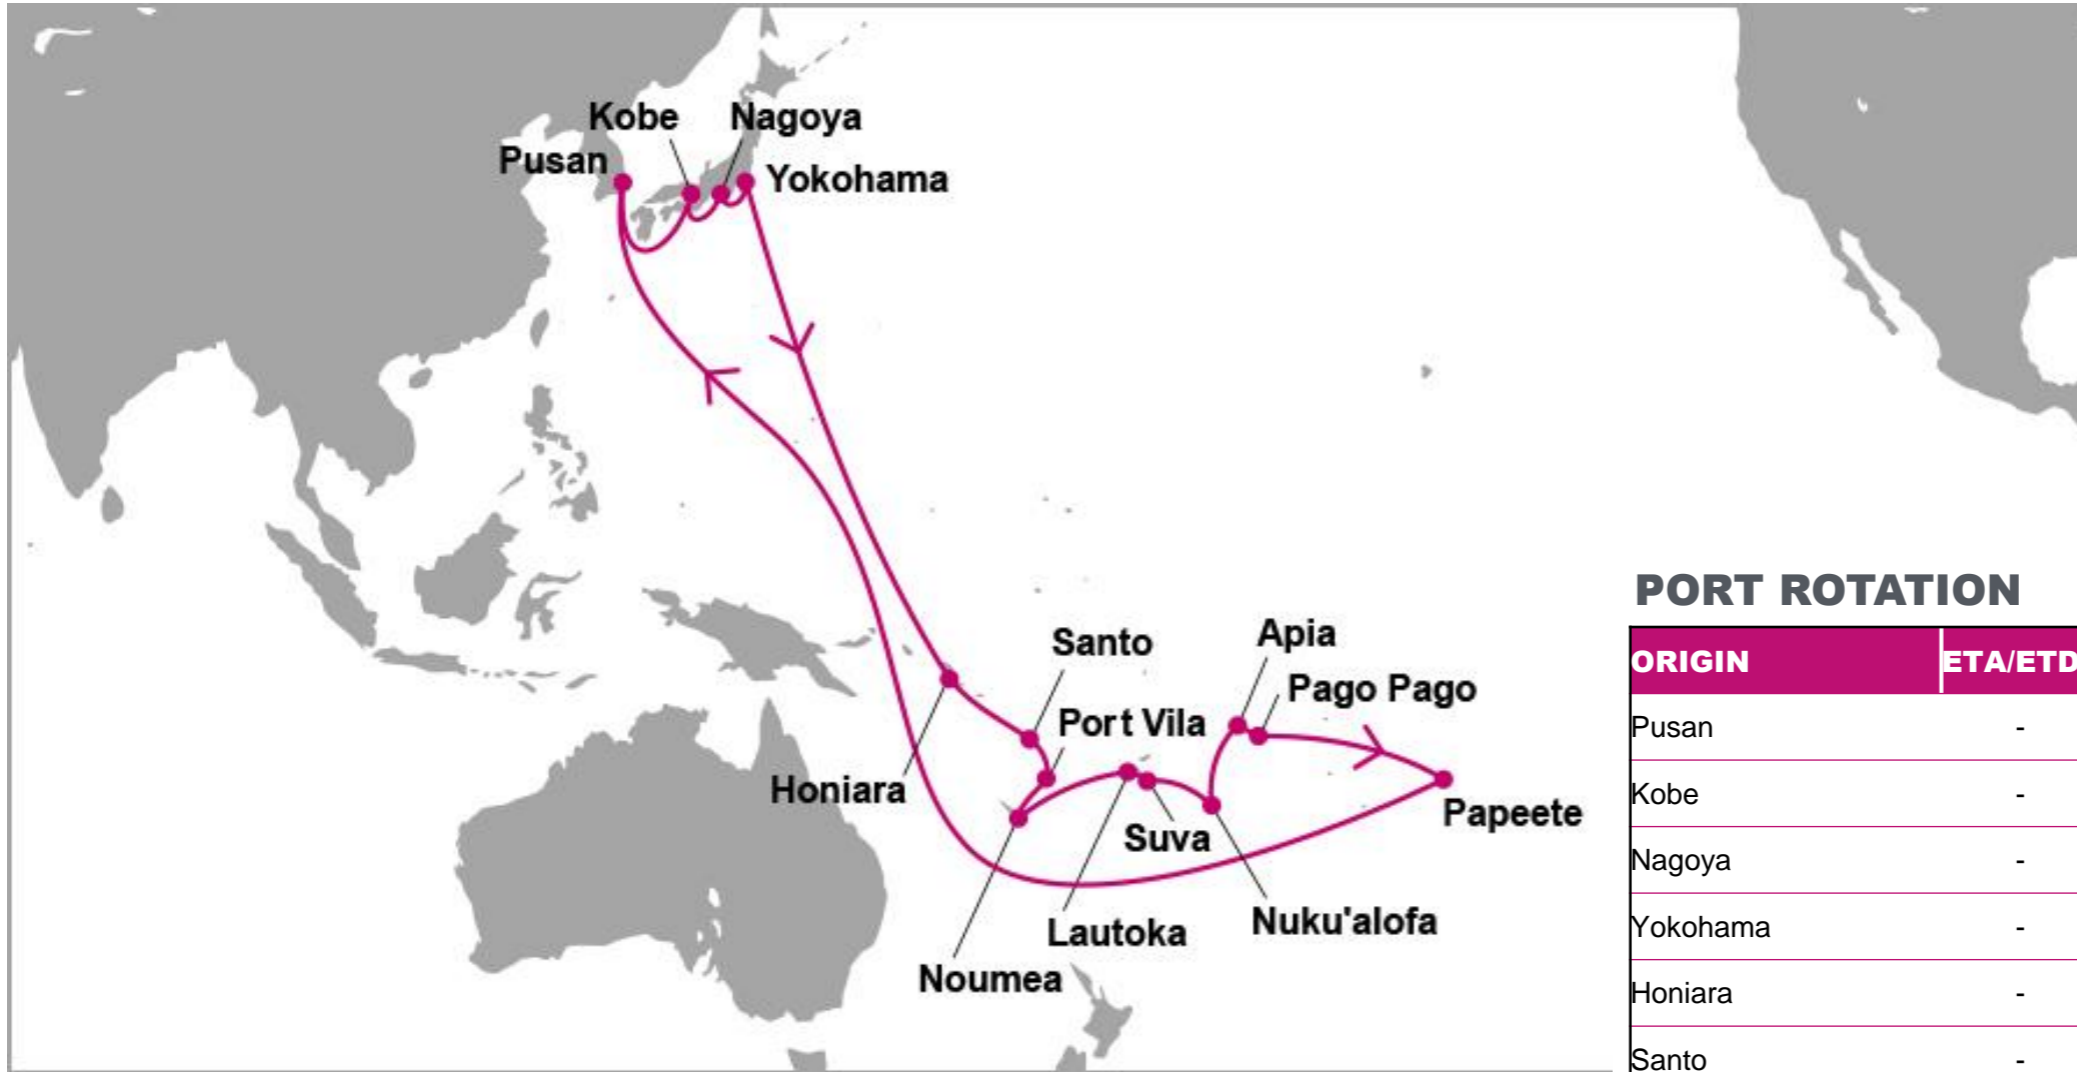 Kobe
Nagoya
Pusan
Yokohama
Santo
Apia
Pago Pago
Port Vila
Honiara
Papeete
Suva
Nuku'alofa
Lautoka
Noumea
PORT ROTATION
ORIGIN ETA/ETD
Pusan -
Kobe -
Nagoya -
Yokohama -
Honiara -
Santo -